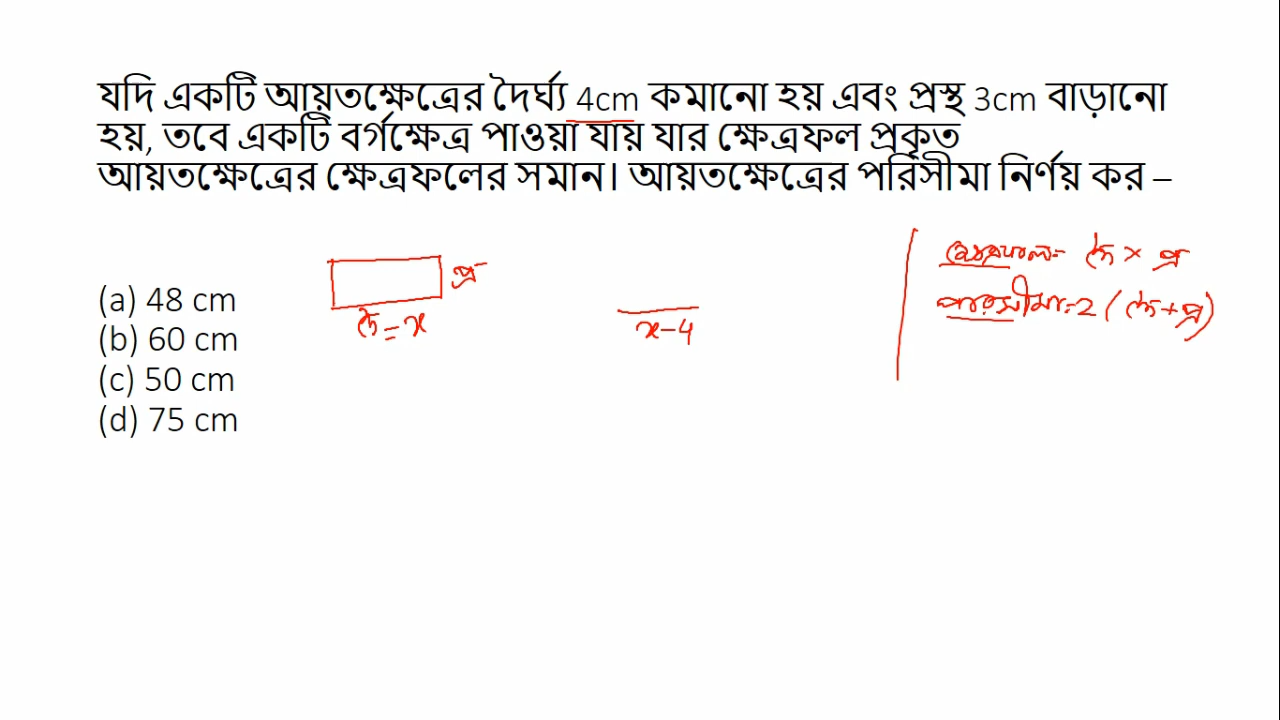 যদি একটি আয়তক্ষেত্রের দৈর্ঘ্য 4cm কমানো হয় এবং প্রস্থ 3cm বাড়ানো
হয়, তবে একটি বর্গক্ষেত্র পাওয়া যায় যার ক্ষেত্রফল প্রকৃত
আয়তক্ষেত্রের ক্ষেত্রফলের সমান। আয়তক্ষেত্রের পরিসীমা নির্ণয় কর –
ক্ষেত্রফল = দৈ × প্র
পরিসীমা = 2 (দৈ + প্র)
প্র
দৈ = x
x-4
(a) 48 cm
(b) 60 cm
(c) 50 cm
(d) 75 cm